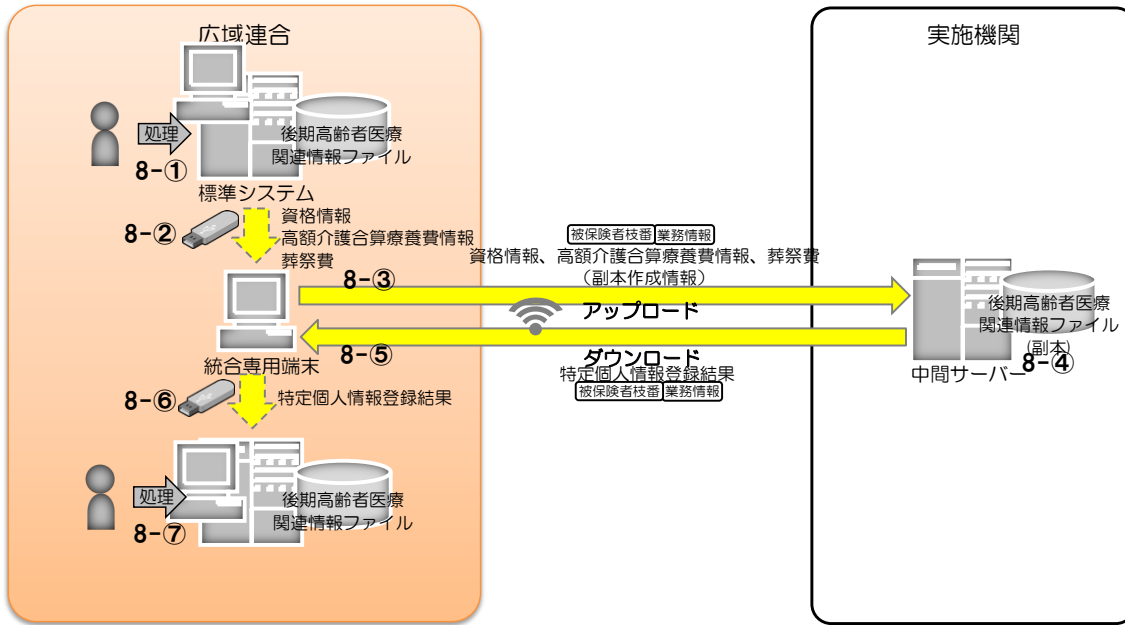 広域連合
実施機関
処理
8-①
後期高齢者医療
関連情報ファイル
標準システム
8-②
資格情報
高額介護合算療養費情報
葬祭費
被保険者枝番 業務情報
資格情報、高額介護合算療養費情報、葬祭費
(副本作成情報)
8-③
アップロード
後期高齢者医療
関連情報ファイル
(副本)
8-④
中間サーバー
8-⑤
ダウンロード
特定個人情報登録結果
被保険者枝番 業務情報
統合専用端末
8-⑥
特定個人情報登録結果
処理
8-⑦
後期高齢者医療
関連情報ファイル